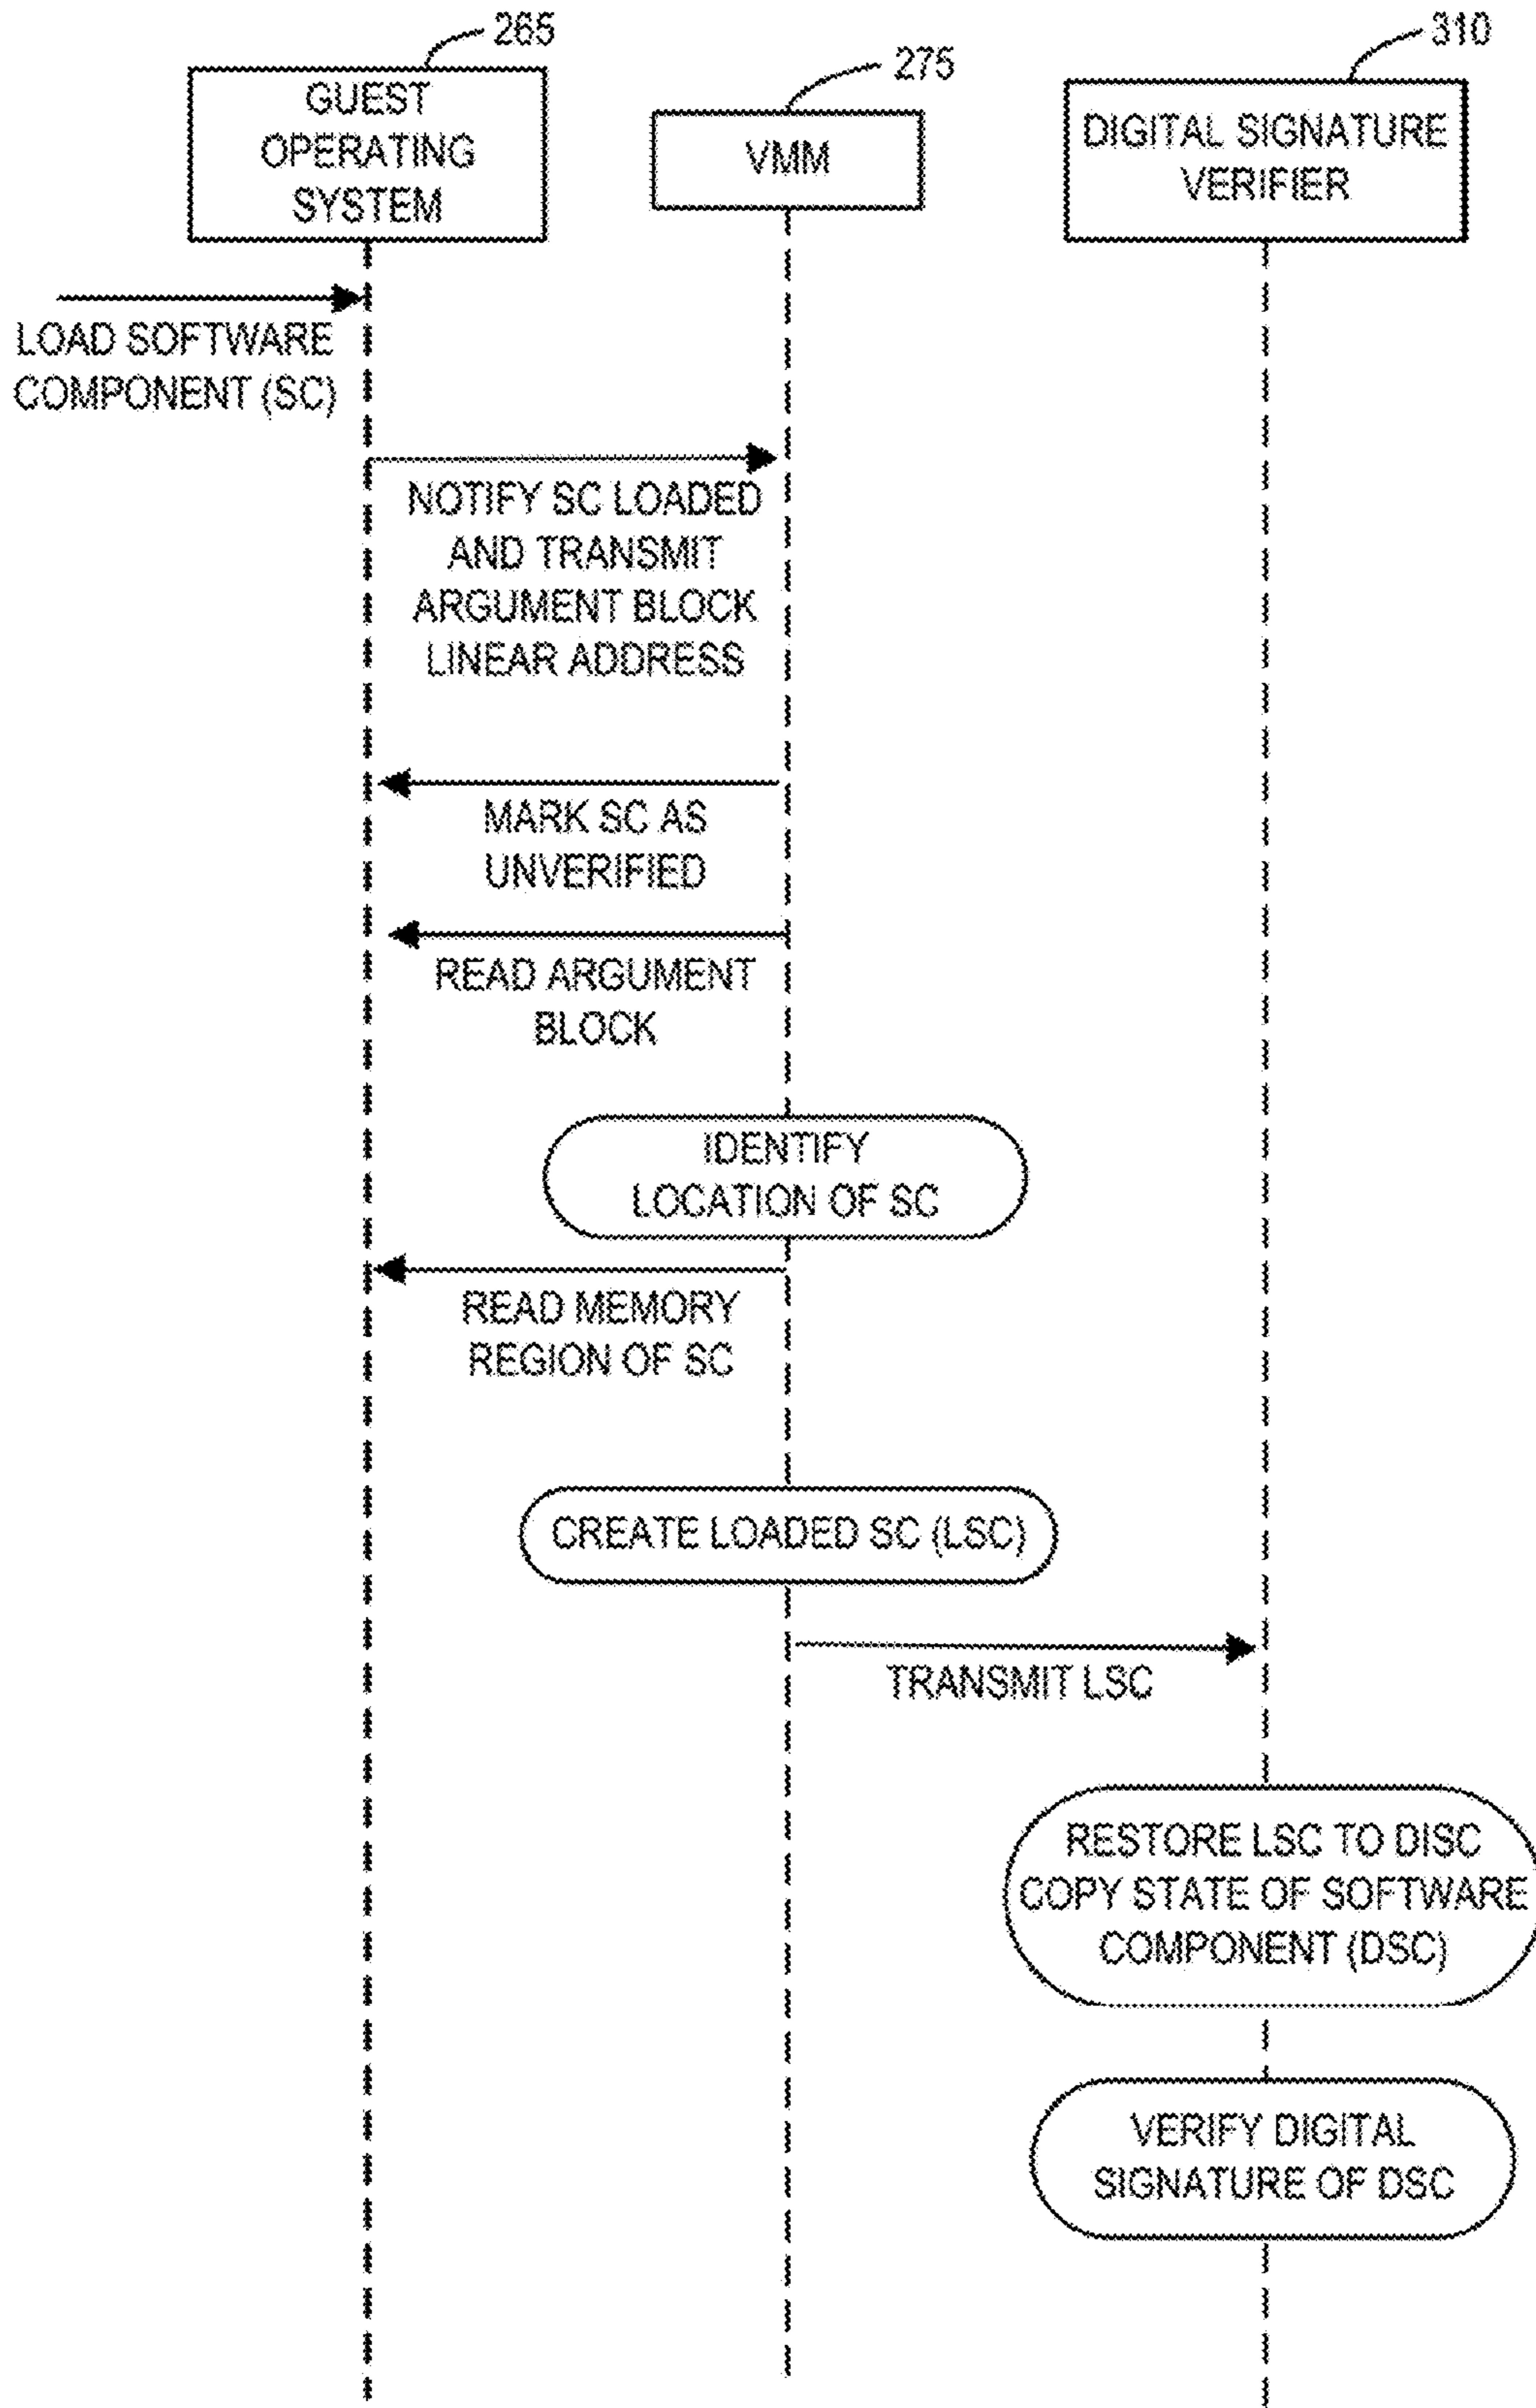 265
GUEST
OPERATING
SYSTEM
275
VMM
310
DIGITAL SIGNATURE
VERIFIER
LOAD SOFTWARE
COMPONENT (SC)
NOTIFY SC LOADED
AND TRANSMIT
ARGUMENT BLOCK
LINEAR ADDRESS
MARK SC AS
UNVERIFIED
READ ARGUMENT
BLOCK
IDENTIFY
LOCATION OF SC
READ MEMORY
REGION OF SC
CREATE LOADED SC (LSC)
TRANSMIT LSC
RESTORE LSC TO DISC
COPY STATE OF SOFTWARE
COMPONENT (DSC)
VERIFY DIGITAL
SIGNATURE OF DSC